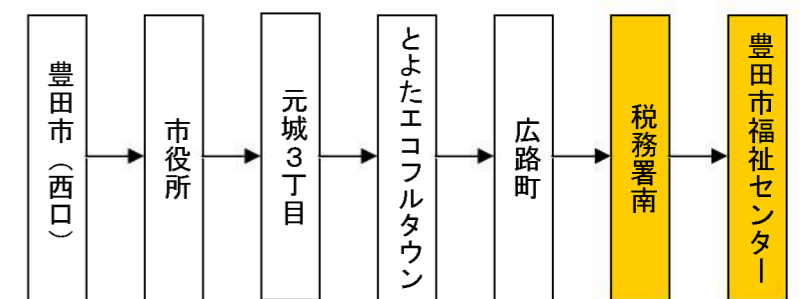 豊田市（西口）
市役所
元城３丁目
とよたエコフルタウン
広路町
税務署南
豊田市福祉センター